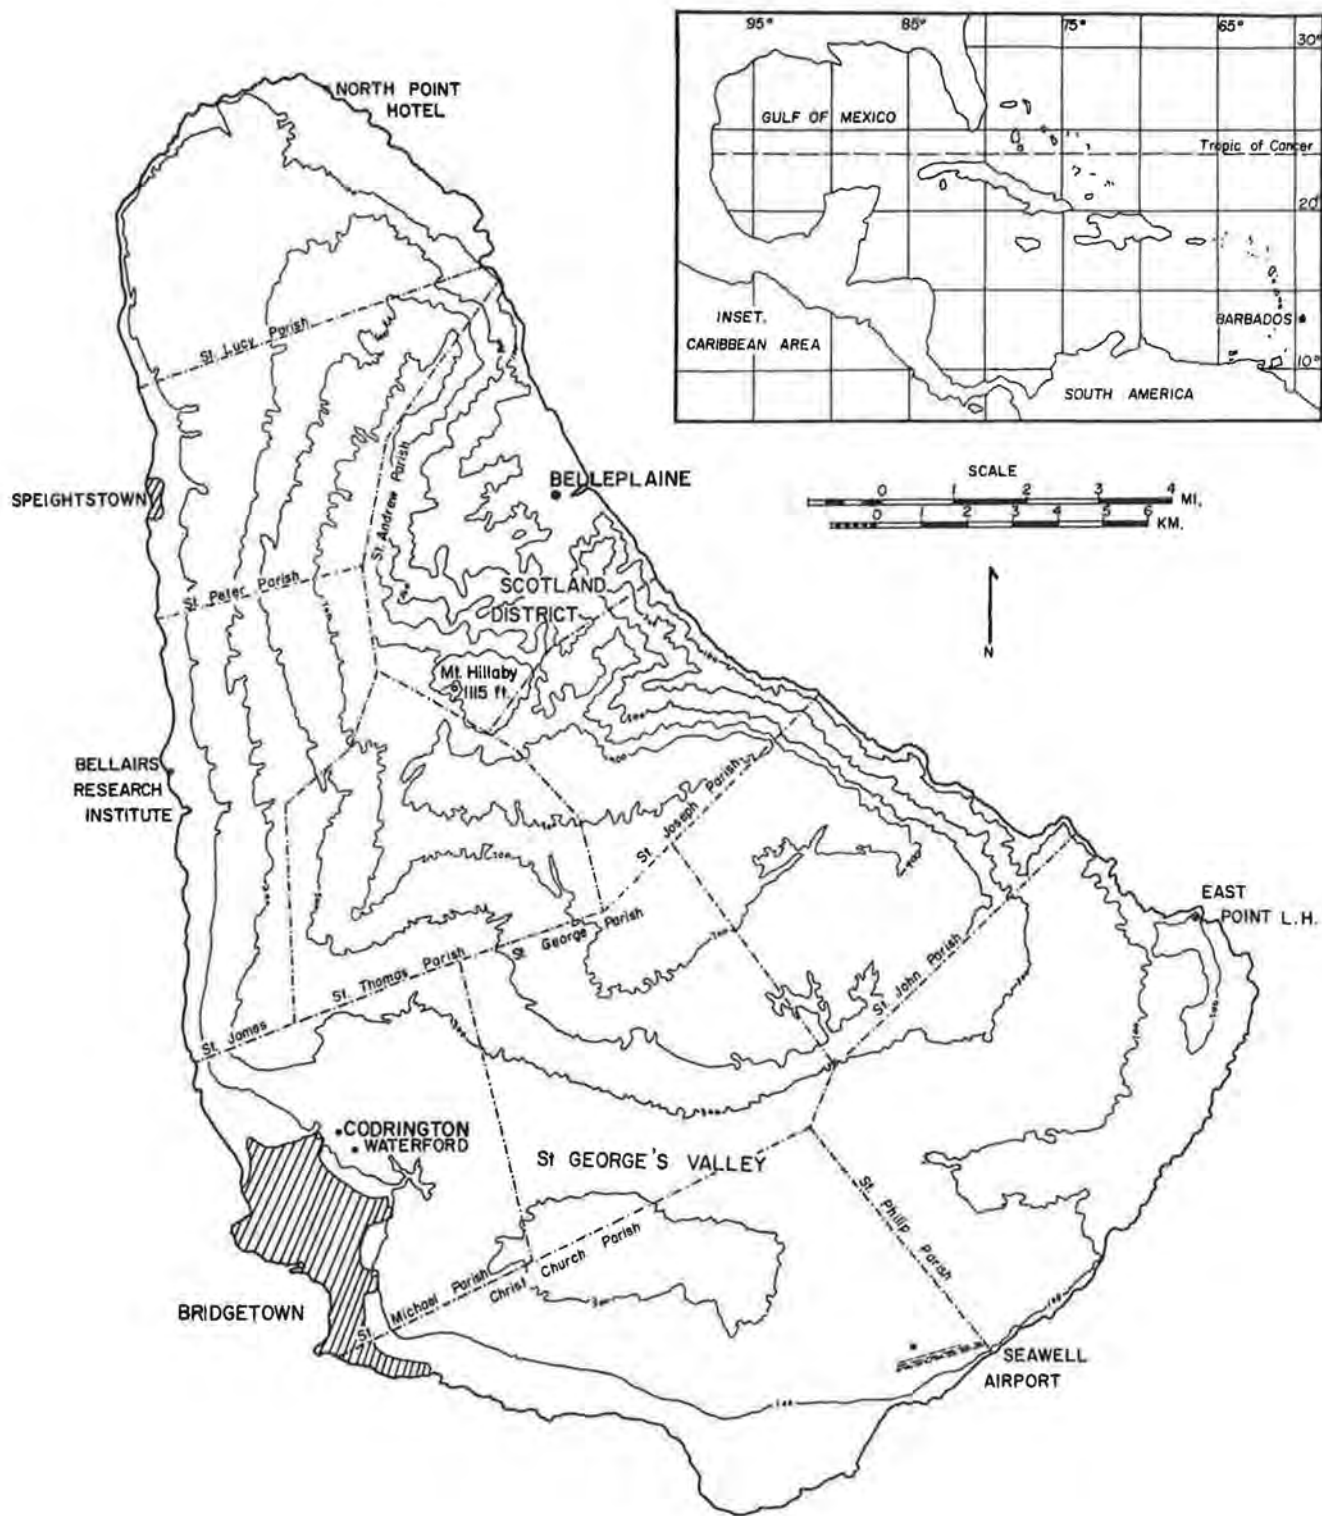 95°
85°
75°
65°
30°
GULF OF MEXICO
Tropic of Cancer
20°
INSET,
CARIBBEAN AREA
BARBADOS
10°
SOUTH AMERICA
NORTH POINT
HOTEL
St. Lucy Parish
SCALE
0 1 2 3 4 MI.
0 1 2 3 4 5 6 KM.
N
SPEIGHTSTOWN
BELLEPLAINE
St. Andrew Parish
St. Peter Parish
SCOTLAND
DISTRICT
Mt. Hillaby
1115 ft.
BELLAIRS
RESEARCH
INSTITUTE
St. Joseph Parish
EAST
POINT L.H.
St. George Parish
St. Thomas Parish
St. James
St. John Parish
CODRINGTON
WATERFORD
St GEORGE'S VALLEY
St. Philip Parish
BRIDGETOWN
St. Michael Parish
Christ Church Parish
SEAWELL
AIRPORT